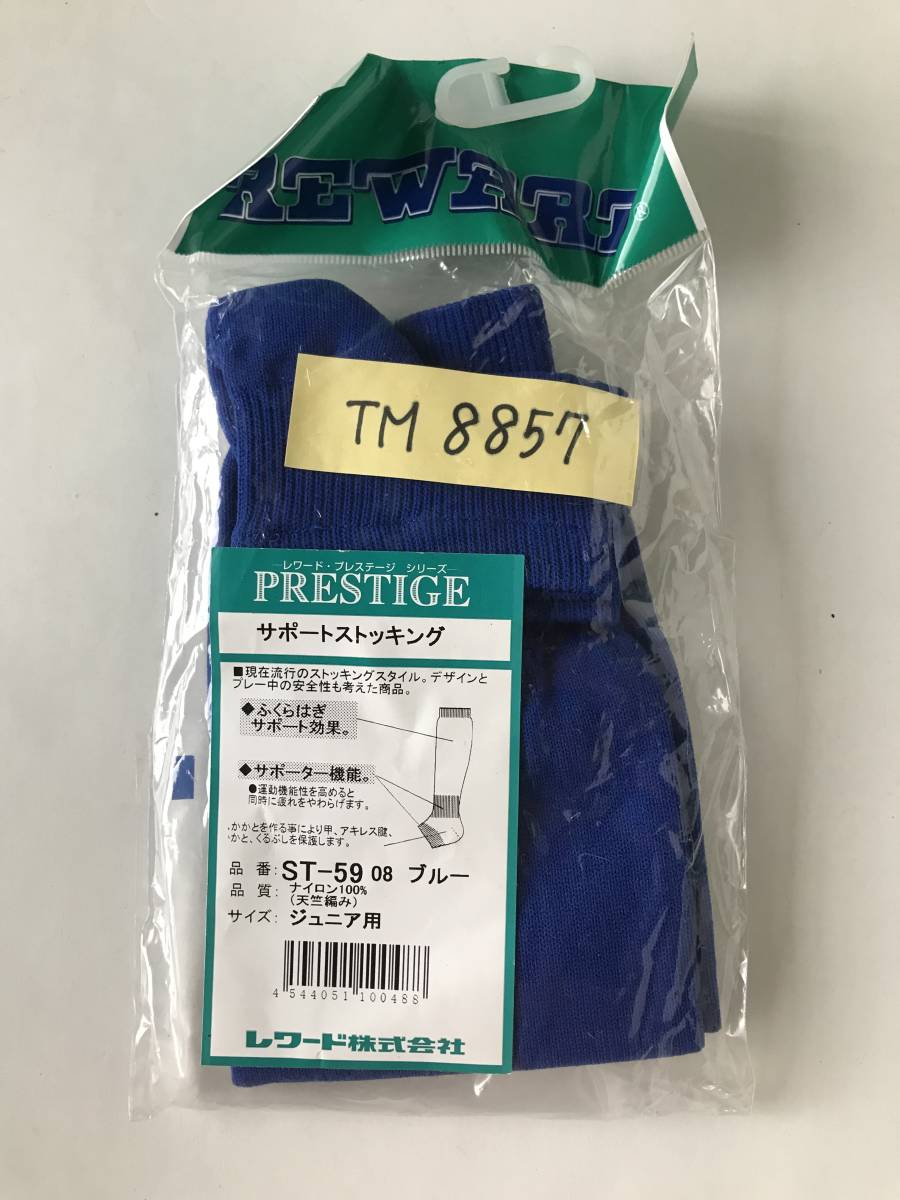 REWARD®
TM 8857
レワード・プレステージ シリーズ
PRESTIGE
サポートストッキング
■現在流行のストッキングスタイル。デザインと
プレー中の安全性も考えた商品。
◆ふくらはぎ
サポート効果。
◆サポーター機能。
●運動機能性を高めると
同時に疲れをやわらげます。
かかとを作る事により甲、アキレス腱、
かと、くるぶしを保護します。
品 番: ST-59 08 ブルー
品 質: ナイロン100%
(天竺編み)
サイズ: ジュニア用
4 544051 100488
レワード株式会社